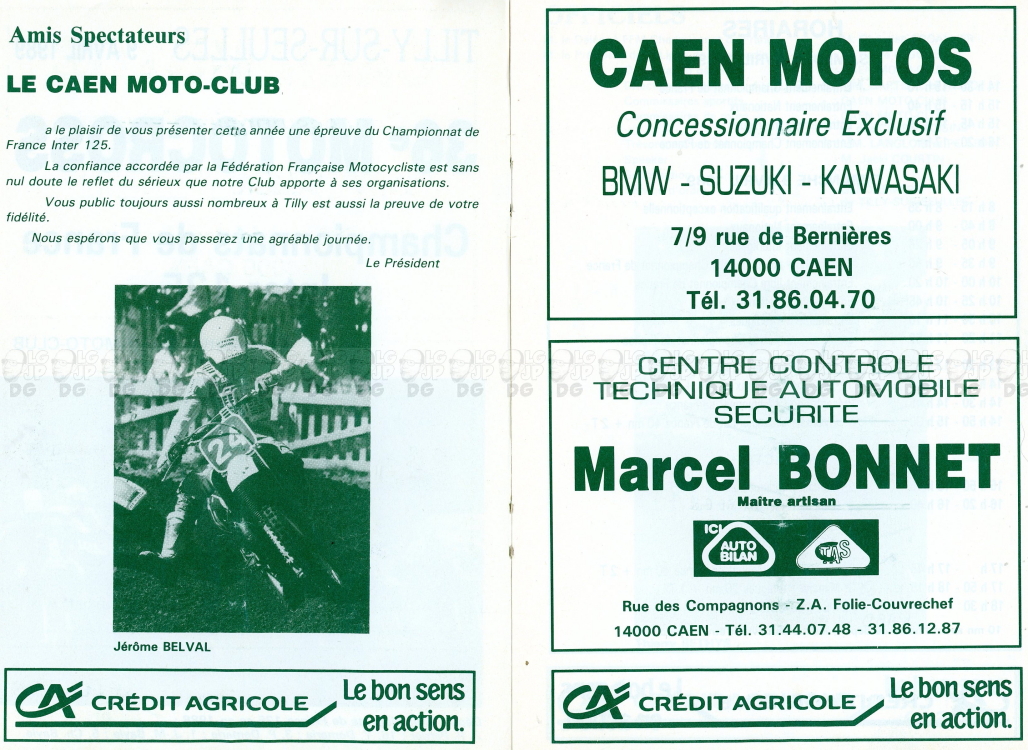 Amis Spectateurs
LE CAEN MOTO-CLUB
a le plaisir de vous présenter cette année une épreuve du Championnat de
France Inter 125.
La confiance accordée par la Fédération Française Motocycliste est sans
nul doute le reflet du sérieux que notre Club apporte à ses organisations.
Vous public toujours aussi nombreux à Tilly est aussi la preuve de votre
fidélité.
Nous espérons que vous passerez une agréable journée.
Le Président
24
Jérôme BELVAL
CA CRÉDIT AGRICOLE
Le bon sens
en action.
CAEN MOTOS
Concessionnaire Exclusif
BMW - SUZUKI - KAWASAKI
7/9 rue de Bernières
14000 CAEN
Tél. 31.86.04.70
CENTRE CONTROLE
TECHNIQUE AUTOMOBILE
SECURITE
Marcel BONNET
Maître artisan
ICI
AUTO
BILAN
Rue des Compagnons - Z.A. Folie-Couvrechef
14000 CAEN - Tél. 31.44.07.48 - 31.86.12.87
CA CRÉDIT AGRICOLE
Le bon sens
en action.